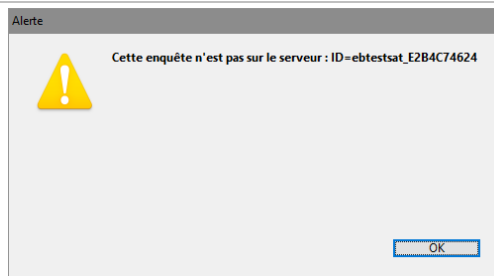 Alerte
Cette enquête n'est pas sur le serveur : ID=ebtestsat_E2B4C74624
OK